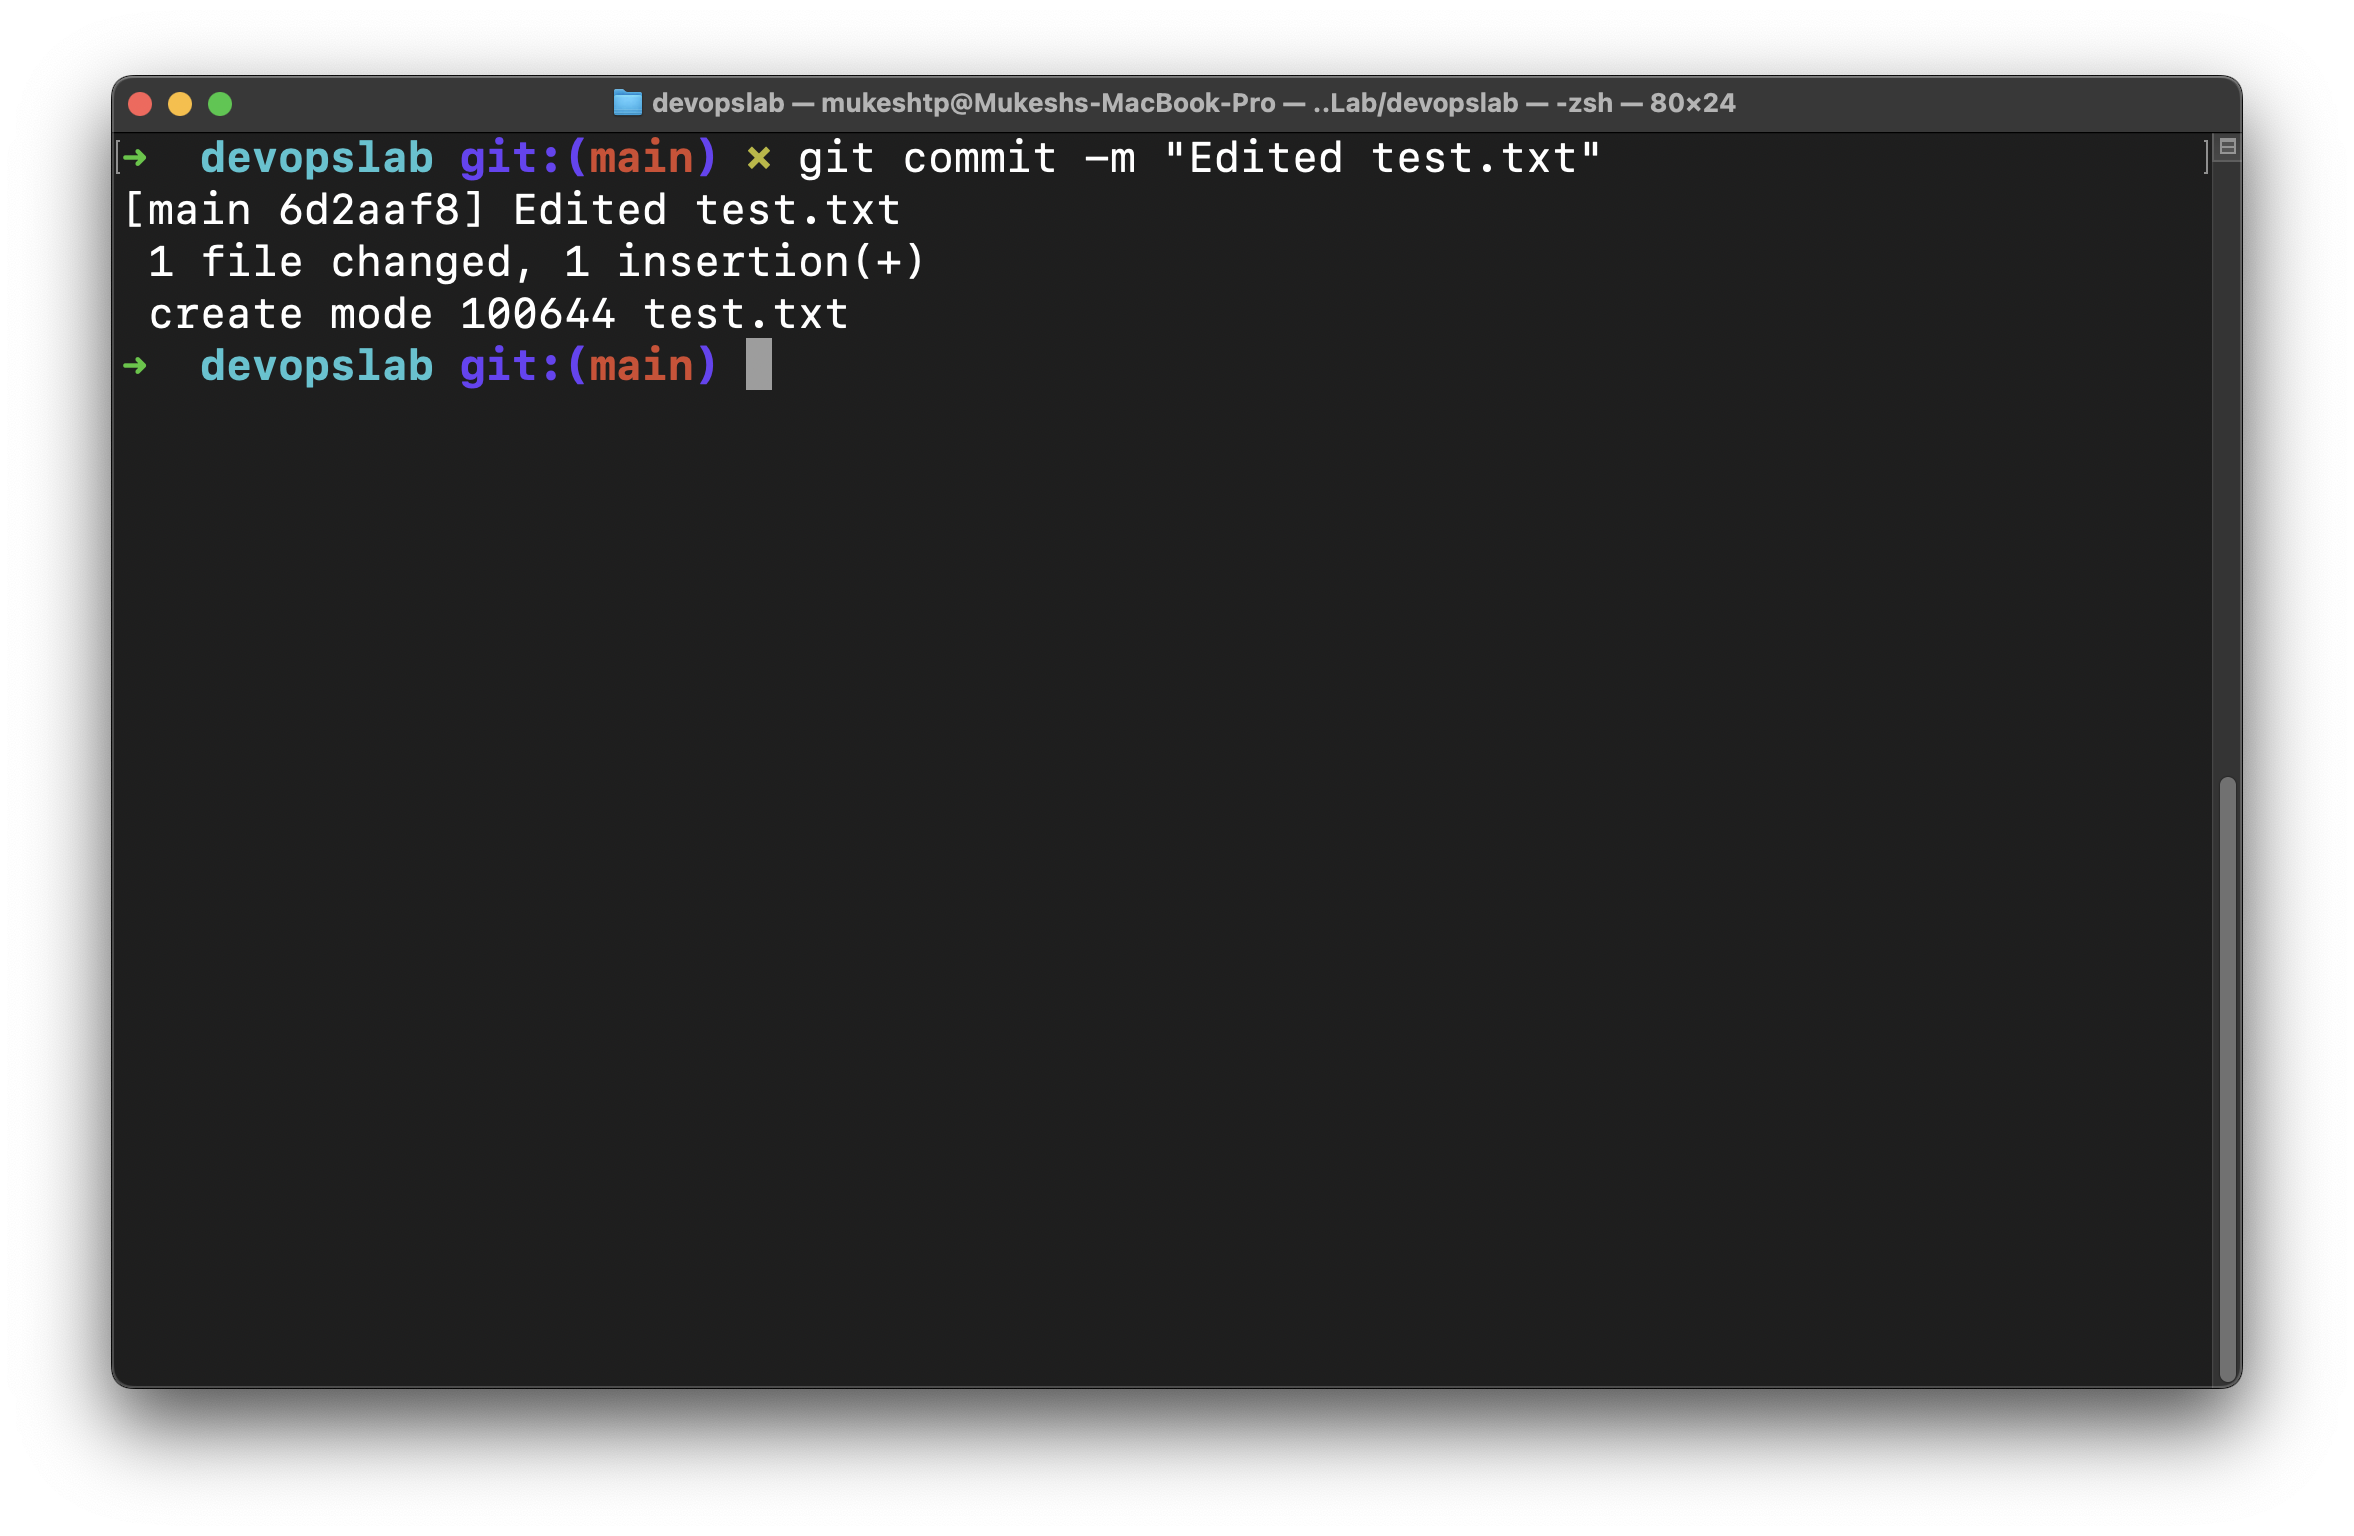 devopslab — mukeshtp@Mukeshs-MacBook-Pro — ..Lab/devopslab — -zsh — 80×24
[➜  devopslab git:(main) ✗ git commit -m "Edited test.txt"]
[main 6d2aaf8] Edited test.txt
 1 file changed, 1 insertion(+)
 create mode 100644 test.txt
➜  devopslab git:(main)